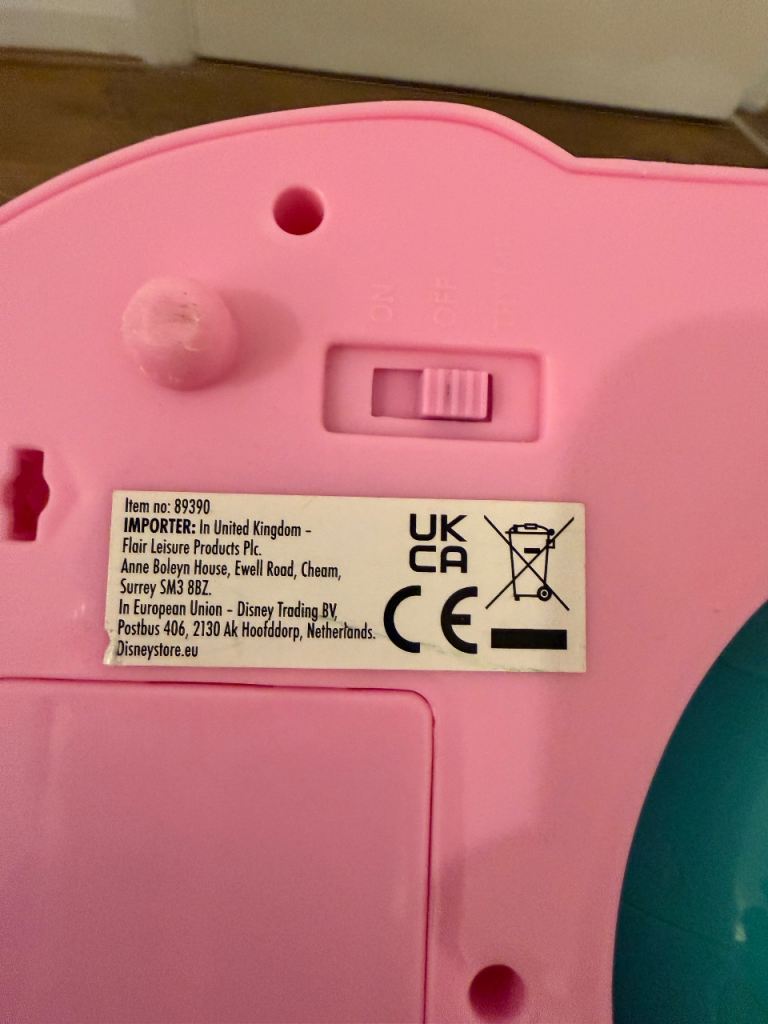 ON
OFF
Item no: 89390
IMPORTER: In United Kingdom –
Flair Leisure Products Plc.
Anne Boleyn House, Ewell Road, Cheam,
Surrey SM3 8BZ.
In European Union – Disney Trading BV,
Postbus 406, 2130 Ak Hoofddorp, Netherlands.
Disneystore.eu
UK
CA
CE